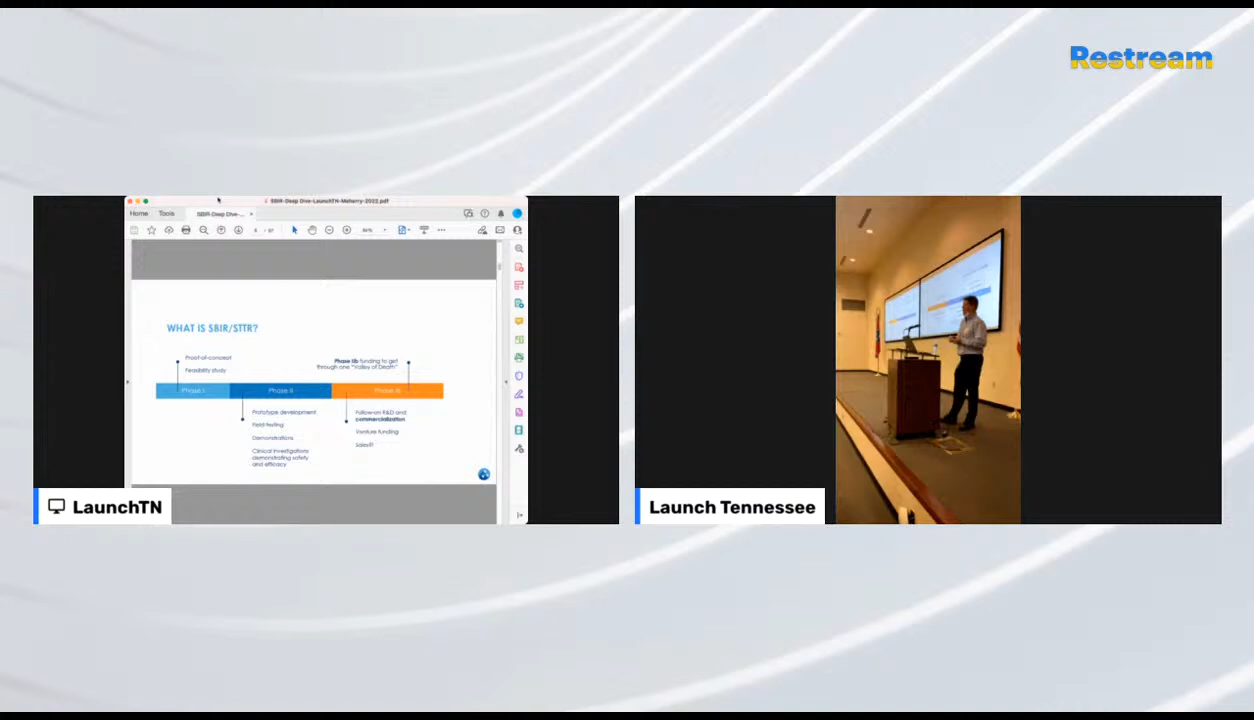 Restream
SBIR-Deep Dive-LaunchTN-Meharry-2022.pdf
Home
Tools
SBIR-Deep Dive-...
WHAT IS SBIR/STTR?
Proof-of-concept
Feasibility study
Phase IIb funding to get
through one "Valley of Death"
Phase I
Phase II
Phase III
Prototype development
Field-testing
Demonstrations
Clinical investigations
demonstrating safety
and efficacy
Follow-on R&D and
commercialization
Venture funding
Sales!!!
LaunchTN
Launch Tennessee